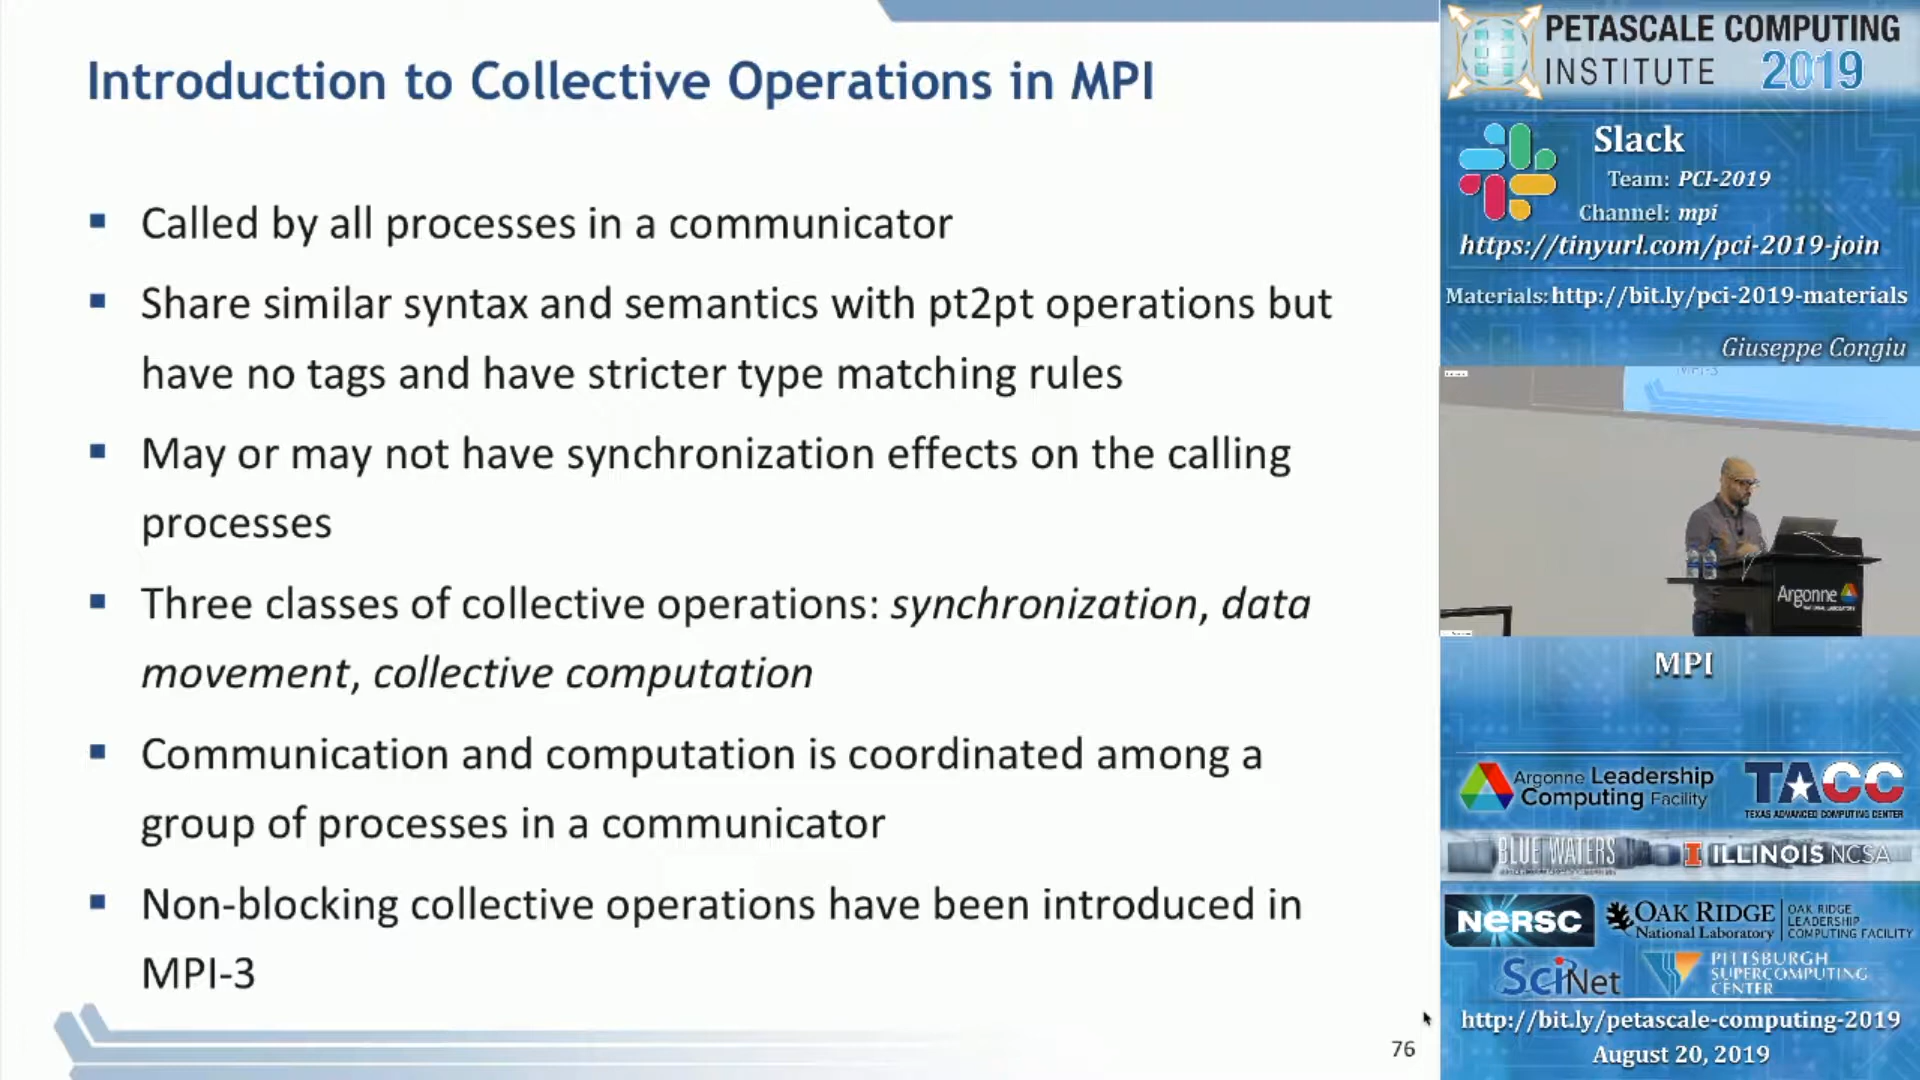 Introduction to Collective Operations in MPI
Called by all processes in a communicator
Share similar syntax and semantics with pt2pt operations but
have no tags and have stricter type matching rules
May or may not have synchronization effects on the calling
processes
Three classes of collective operations: synchronization, data
movement, collective computation
Communication and computation is coordinated among a
group of processes in a communicator
Non-blocking collective operations have been introduced in
MPI-3
76
PETASCALE COMPUTING
INSTITUTE 2019
Slack
Team: PCI-2019
Channel: mpi
https://tinyurl.com/pci-2019-join
Materials: http://bit.ly/pci-2019-materials
Giuseppe Congiu
MPI-3
Argonne
NATIONAL LABORATORY
MPI
Argonne Leadership
Computing Facility
TACC
TEXAS ADVANCED COMPUTING CENTER
BLUE WATERS
ILLINOIS NCSA
NERSC
OAK RIDGE
National Laboratory
OAK RIDGE
LEADERSHIP
COMPUTING FACILITY
SciNet
PITTSBURGH
SUPERCOMPUTING
CENTER
http://bit.ly/petascale-computing-2019
August 20, 2019